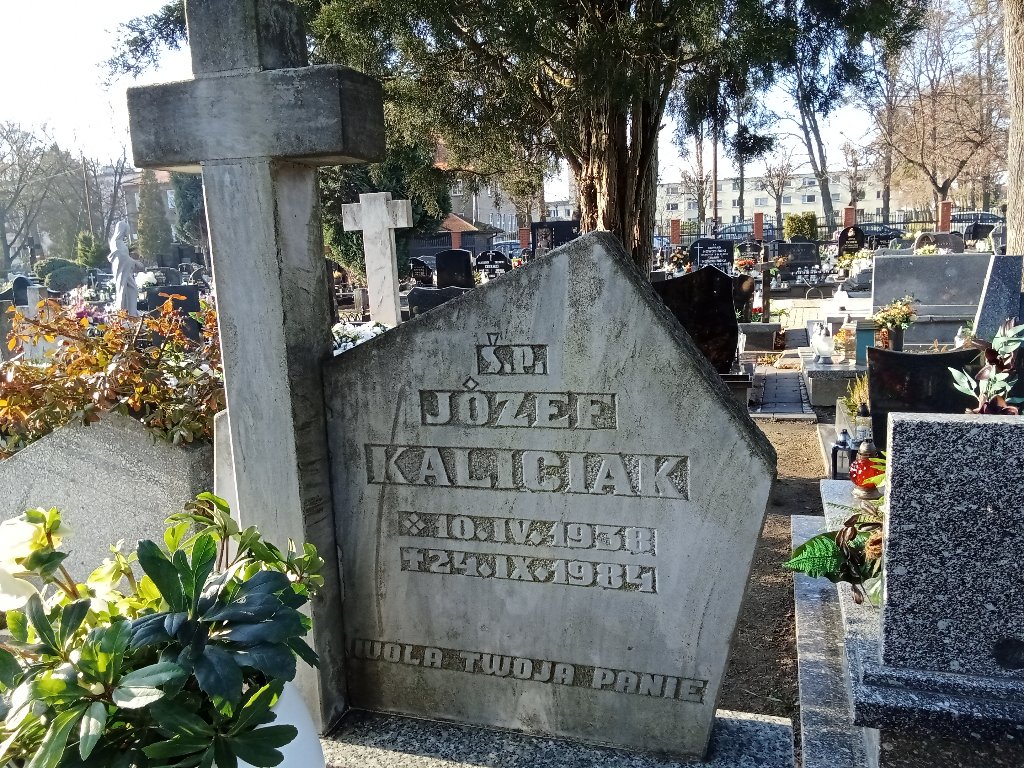 Ś.P.
JÓZEF
KALICIAK
* 10.IV.1938
✝ 24.IX.1984
WOLA TWOJA PANIE